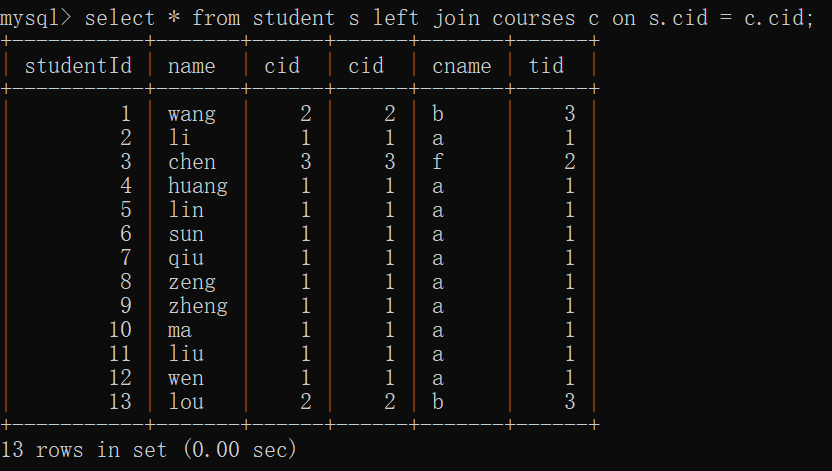 mysql> select * from student s left join courses c on s.cid = c.cid;
+-----------+-------+------+------+-------+------+
| studentId | name | cid | cid | cname | tid |
+-----------+-------+------+------+-------+------+
| 1 | wang | 2 | 2 | b | 3 |
| 2 | li | 1 | 1 | a | 1 |
| 3 | chen | 3 | 3 | f | 2 |
| 4 | huang | 1 | 1 | a | 1 |
| 5 | lin | 1 | 1 | a | 1 |
| 6 | sun | 1 | 1 | a | 1 |
| 7 | qiu | 1 | 1 | a | 1 |
| 8 | zeng | 1 | 1 | a | 1 |
| 9 | zheng | 1 | 1 | a | 1 |
| 10 | ma | 1 | 1 | a | 1 |
| 11 | liu | 1 | 1 | a | 1 |
| 12 | wen | 1 | 1 | a | 1 |
| 13 | lou | 2 | 2 | b | 3 |
+-----------+-------+------+------+-------+------+
13 rows in set (0.00 sec)